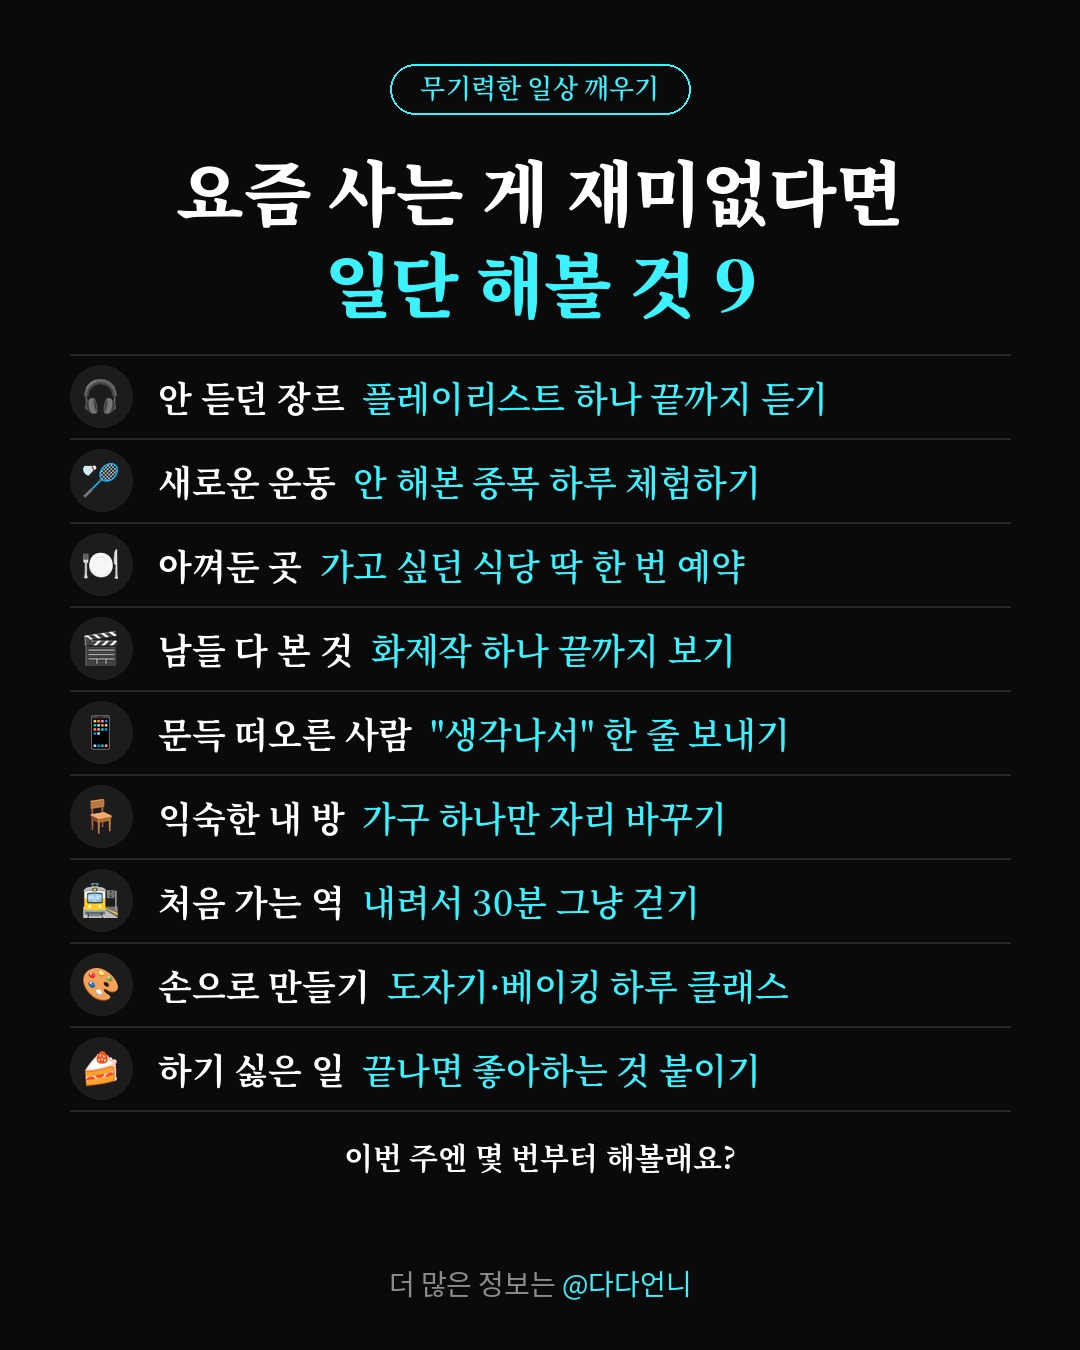 무기력한 일상 깨우기
요즘 사는 게 재미없다면
일단 해볼 것 9
안 듣던 장르 플레이리스트 하나 끝까지 듣기
새로운 운동 안 해본 종목 하루 체험하기
아껴둔 곳 가고 싶던 식당 딱 한 번 예약
남들 다 본 것 화제작 하나 끝까지 보기
문득 떠오른 사람 "생각나서" 한 줄 보내기
익숙한 내 방 가구 하나만 자리 바꾸기
처음 가는 역 내려서 30분 그냥 걷기
손으로 만들기 도자기·베이킹 하루 클래스
하기 싫은 일 끝나면 좋아하는 것 붙이기
이번 주엔 몇 번부터 해볼래요?
더 많은 정보는 @다다언니